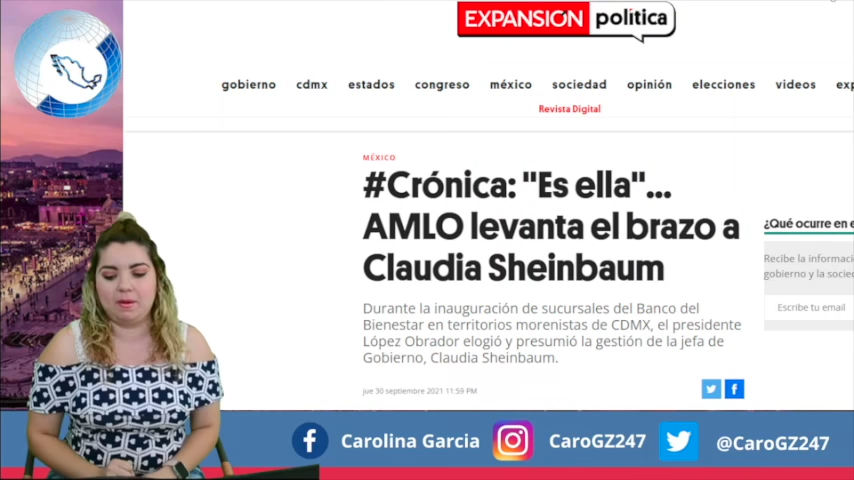 EXPANSIÓN política
gobierno cdmx estados congreso méxico sociedad opinión elecciones videos
Revista Digital
MÉXICO
#Crónica: "Es ella"...
AMLO levanta el brazo a
Claudia Sheinbaum
¿Qué ocurre en e
Recibe la informaci
gobierno y la socie
Escribe tu email
Durante la inauguración de sucursales del Banco del
Bienestar en territorios morenistas de CDMX, el presidente
López Obrador elogió y presumió la gestión de la jefa de
Gobierno, Claudia Sheinbaum.
jue 30 septiembre 2021 11:59 PM
Carolina Garcia CaroGZ247 @CaroGZ247